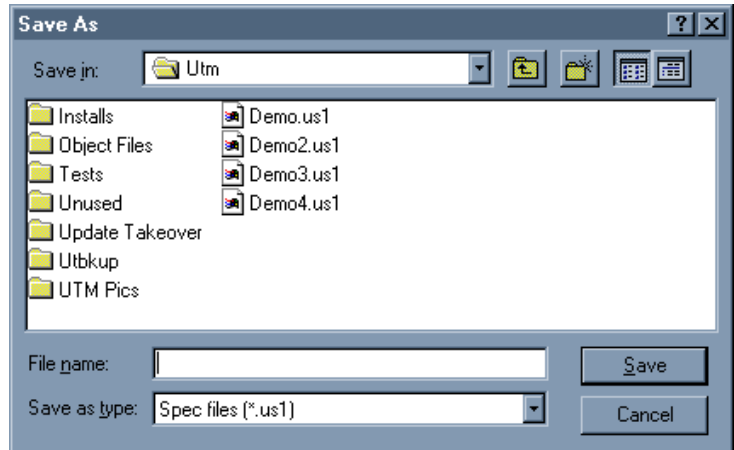 Save As
Save in: Utm
Installs
Object Files
Tests
Unused
Update Takeover
Utbkup
UTM Pics
Demo.us1
Demo2.us1
Demo3.us1
Demo4.us1
File name:
Save
Save as type: Spec files (*.us1)
Cancel